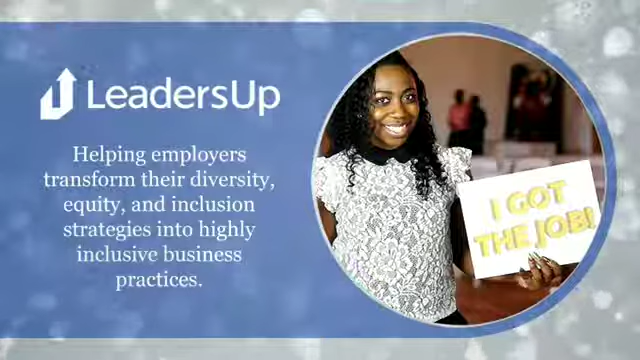 LeadersUp
Helping employers
transform their diversity,
equity, and inclusion
strategies into highly
inclusive business
practices.
I GOT
THE JOB!